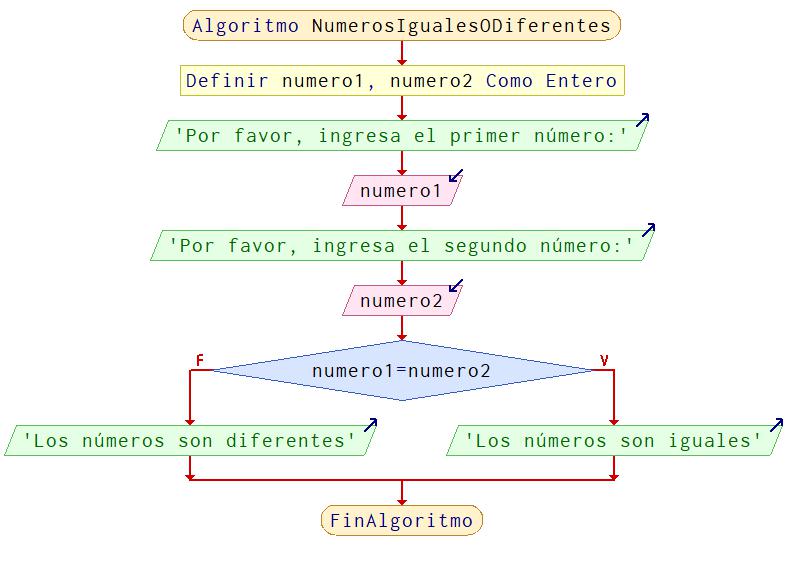 Algoritmo NumerosIgualesODiferentes
Definir numero1, numero2 Como Entero
'Por favor, ingresa el primer número:'
numero1
'Por favor, ingresa el segundo número:'
numero2
F
V
numero1=numero2
'Los números son diferentes'
'Los números son iguales'
FinAlgoritmo